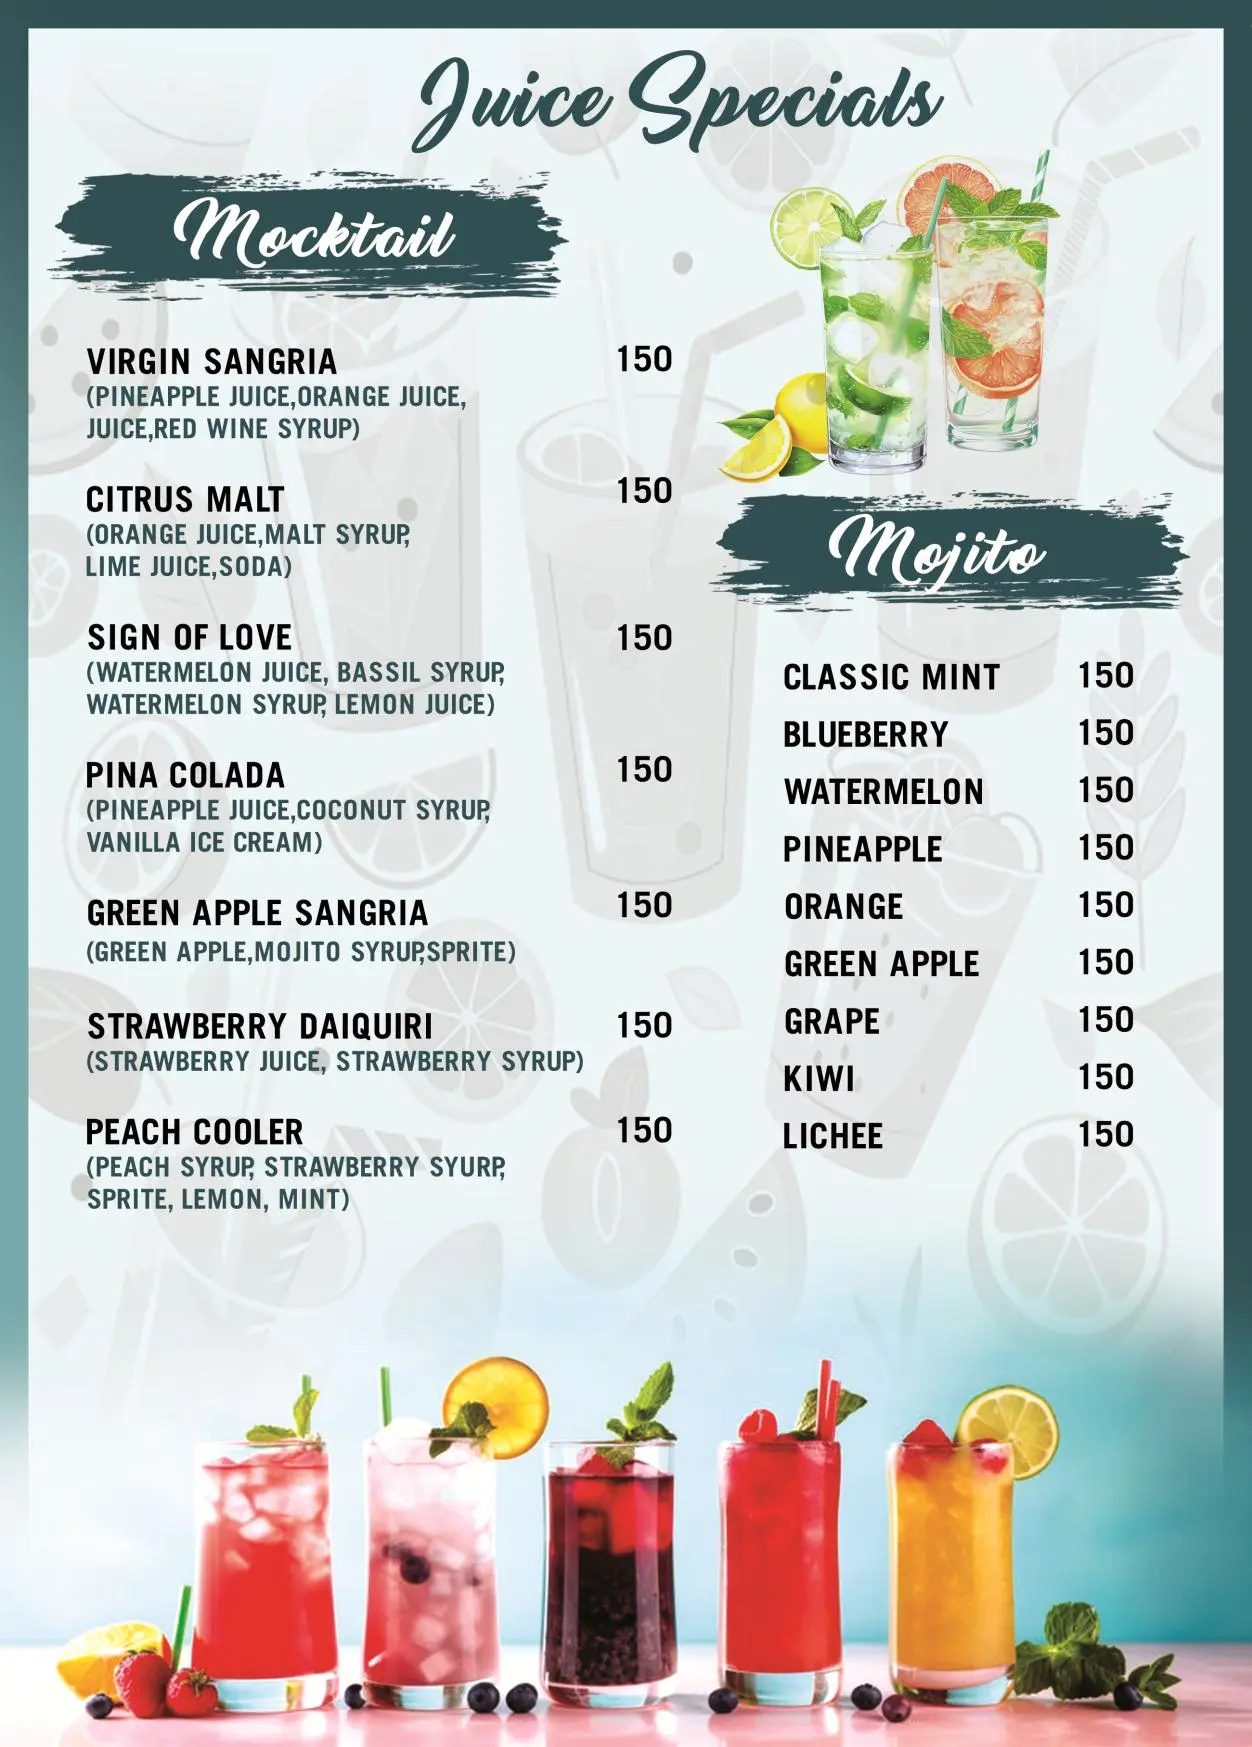 Juice Specials
Mocktail
VIRGIN SANGRIA 150
(PINEAPPLE JUICE,ORANGE JUICE,
JUICE,RED WINE SYRUP)
CITRUS MALT 150
(ORANGE JUICE,MALT SYRUP,
LIME JUICE,SODA)
SIGN OF LOVE 150
(WATERMELON JUICE, BASSIL SYRUP,
WATERMELON SYRUP, LEMON JUICE)
PINA COLADA 150
(PINEAPPLE JUICE,COCONUT SYRUP,
VANILLA ICE CREAM)
GREEN APPLE SANGRIA 150
(GREEN APPLE,MOJITO SYRUP,SPRITE)
STRAWBERRY DAIQUIRI 150
(STRAWBERRY JUICE, STRAWBERRY SYRUP)
PEACH COOLER 150
(PEACH SYRUP, STRAWBERRY SYURP,
SPRITE, LEMON, MINT)
Mojito
CLASSIC MINT 150
BLUEBERRY 150
WATERMELON 150
PINEAPPLE 150
ORANGE 150
GREEN APPLE 150
GRAPE 150
KIWI 150
LICHEE 150